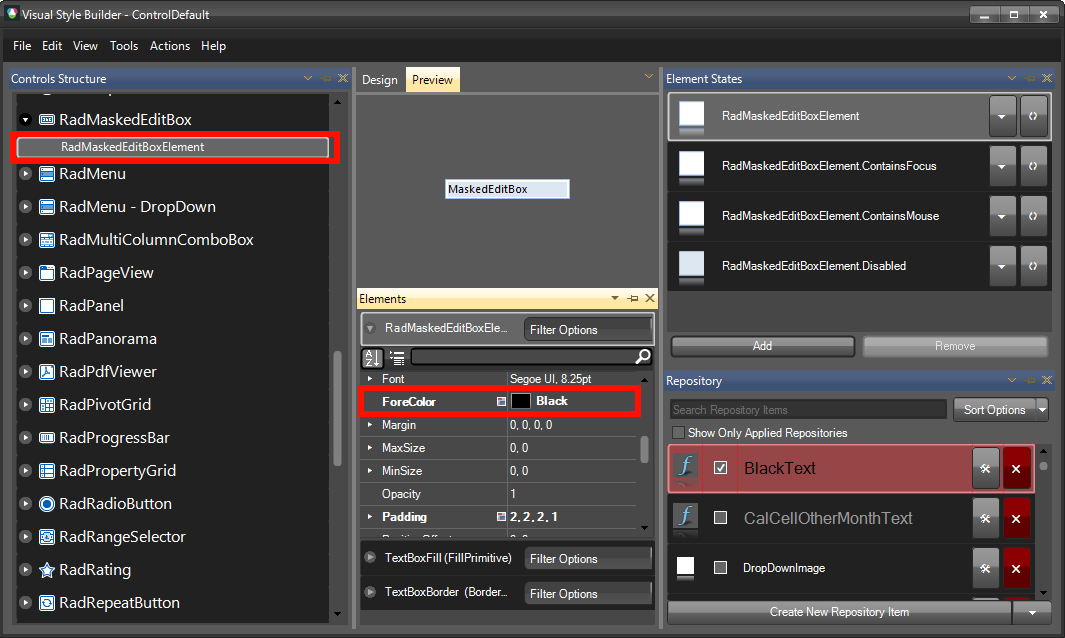 Visual Style Builder - ControlDefault
File Edit View Tools Actions Help
Controls Structure
RadMaskedEditBox
RadMaskedEditBoxElement
RadMenu
RadMenu - DropDown
RadMultiColumnComboBox
RadPageView
RadPanel
RadPanorama
RadPdfViewer
RadPivotGrid
RadProgressBar
RadPropertyGrid
RadRadioButton
RadRangeSelector
RadRating
RadRepeatButton
Design Preview
MaskedEditBox
Elements
RadMaskedEditBoxEle... Filter Options
Font Segoe UI, 8.25pt
ForeColor Black
Margin 0, 0, 0, 0
MaxSize 0, 0
MinSize 0, 0
Opacity 1
Padding 2, 2, 2, 1
TextBoxFill (FillPrimitive) Filter Options
TextBoxBorder (Border... Filter Options
Element States
RadMaskedEditBoxElement
RadMaskedEditBoxElement.ContainsFocus
RadMaskedEditBoxElement.ContainsMouse
RadMaskedEditBoxElement.Disabled
Add Remove
Repository
Search Repository Items Sort Options
Show Only Applied Repositories
BlackText
CalCellOtherMonthText
DropDownImage
Create New Repository Item